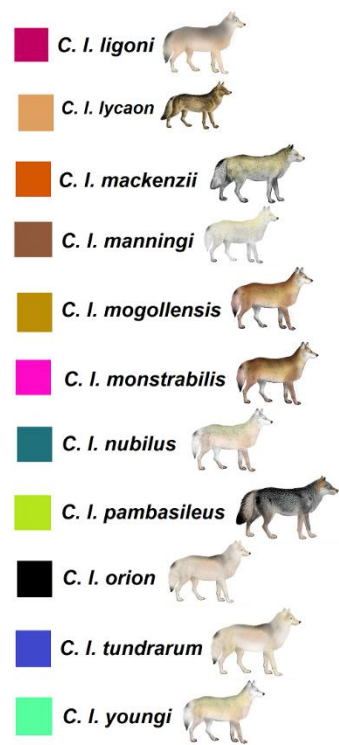 C. l. ligoni
C. l. lycaon
C. l. mackenzii
C. l. manningi
C. l. mogollensis
C. l. monstrabilis
C. l. nubilus
C. l. pambasileus
C. l. orion
C. l. tundrarum
C. l. youngi